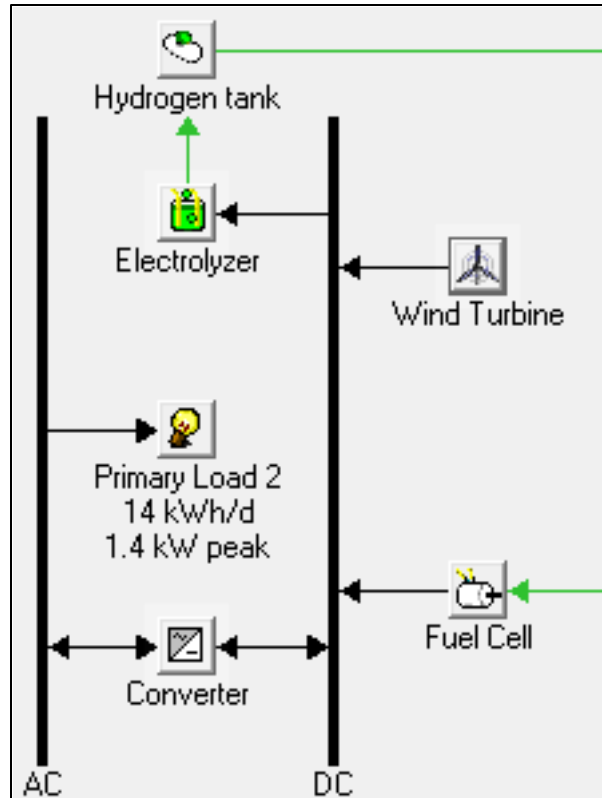 Hydrogen tank
Electrolyzer
Wind Turbine
Primary Load 2
14 kWh/d
1.4 kW peak
Fuel Cell
Converter
AC
DC